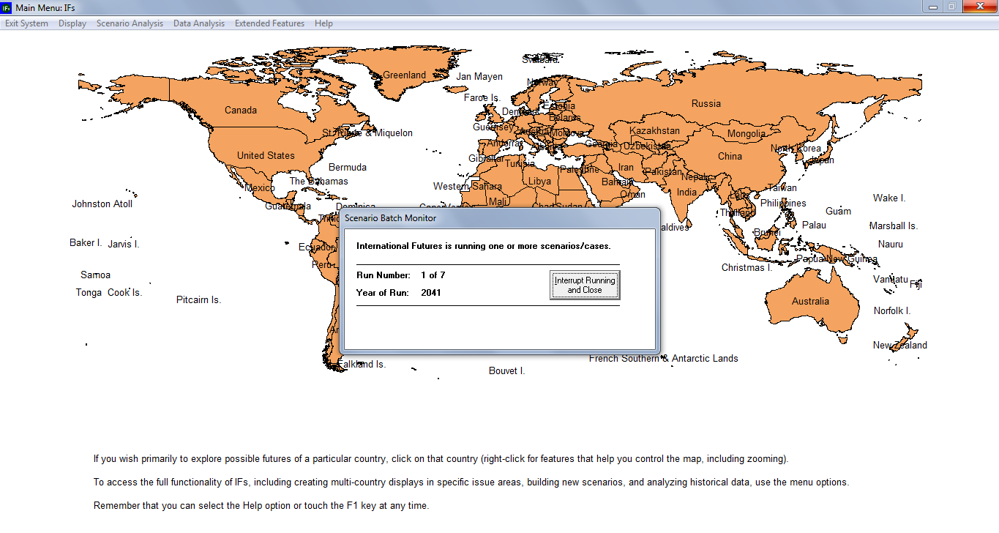 IFs Main Menu: IFs
Exit System Display Scenario Analysis Data Analysis Extended Features Help
Svalbard
Greenland
Jan Mayen
Norway
Faroe Is.
Russia
Estonia
Canada
Denmark
Belarus
Guernsey
St. Pierre & Miquelon
Austria
Moldova
Kazakhstan
Mongolia
Andorra
Albania
Georgia
Uzbekistan
North Korea
United States
Gibraltar
China
Japan
Bermuda
Tunisia
Palestine
Iran
Pakistan
Nepal
The Bahamas
Libya
Bahrain
Mexico
Western Sahara
Taiwan
India
Oman
Laos
Wake I.
Johnston Atoll
Guatemala
Dominica
Mali
Chad
Sudan
Philippines
Thailand
Guam
Scenario Batch Monitor
Palau
Marshall Is.
Brunei
Baker I.
Jarvis I.
Nauru
Ecuador
International Futures is running one or more scenarios/cases.
Papua New Guinea
Peru
Christmas I.
Samoa
Run Number: 1 of 7
Interrupt Running
and Close
Vanuatu
Fiji
Tonga
Cook Is.
Year of Run: 2041
Pitcairn Is.
Australia
Norfolk I.
New Zealand
French Southern & Antarctic Lands
Falkland Is.
Bouvet I.
If you wish primarily to explore possible futures of a particular country, click on that country (right-click for features that help you control the map, including zooming).
To access the full functionality of IFs, including creating multi-country displays in specific issue areas, building new scenarios, and analyzing historical data, use the menu options.
Remember that you can select the Help option or touch the F1 key at any time.